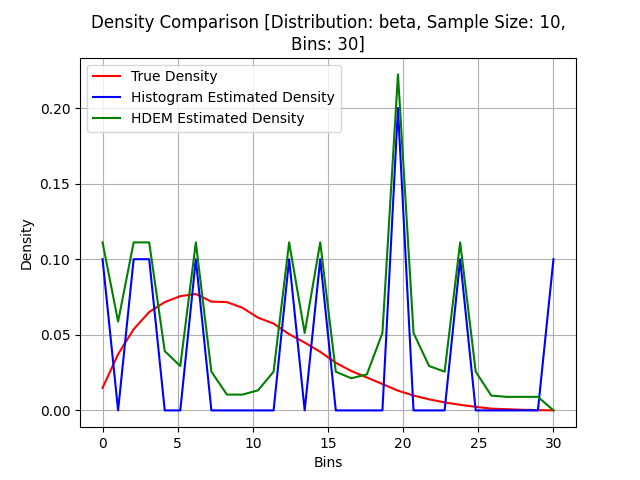 Density Comparison [Distribution: beta, Sample Size: 10,
Bins: 30]
True Density
Histogram Estimated Density
HDEM Estimated Density
Density
0.20
0.15
0.10
0.05
0.00
0 5 10 15 20 25 30
Bins